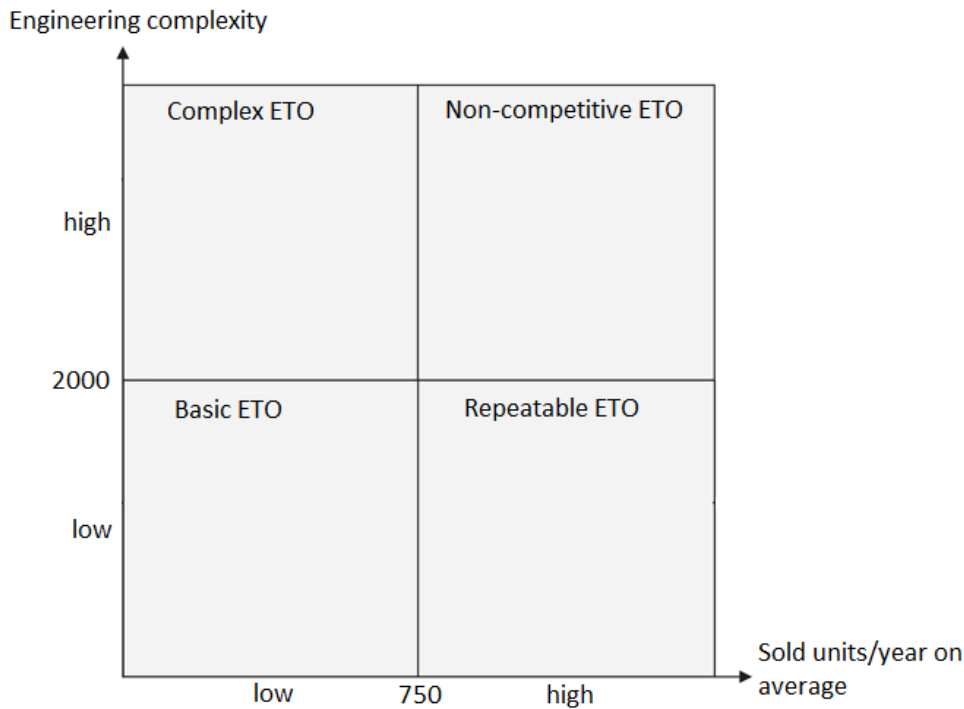 Engineering complexity
Complex ETO
Non-competitive ETO
high
2000
Basic ETO
Repeatable ETO
low
Sold units/year on
average
low
750
high